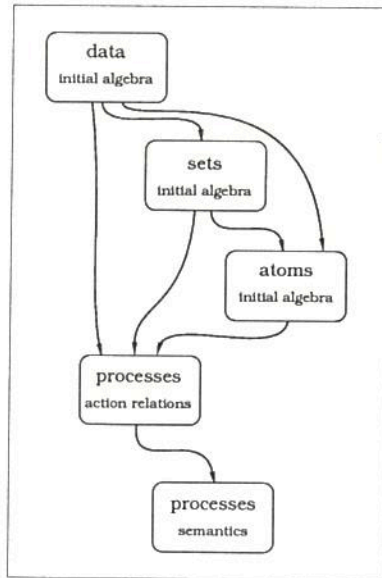 data
initial algebra
sets
initial algebra
atoms
initial algebra
processes
action relations
processes
semantics